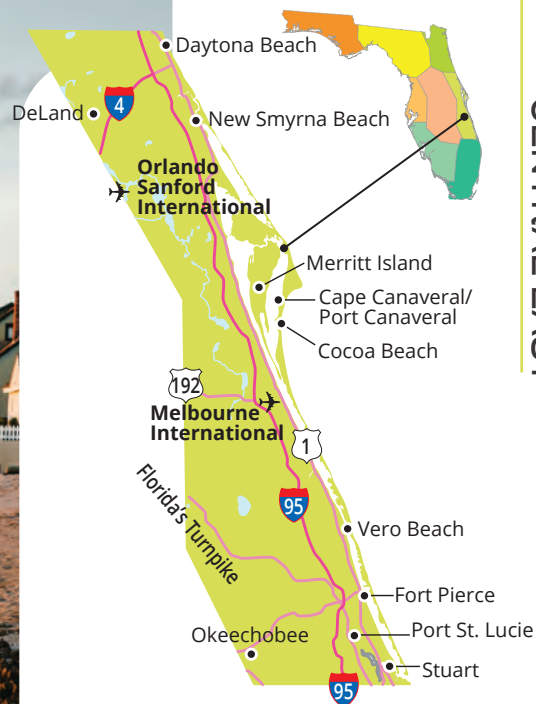 Daytona Beach
4
DeLand
New Smyrna Beach
Orlando
Sanford
International
Merritt Island
Cape Canaveral/
Port Canaveral
Cocoa Beach
192
Melbourne
International
1
Florida's Turnpike
95
Vero Beach
Fort Pierce
Port St. Lucie
Okeechobee
Stuart
95